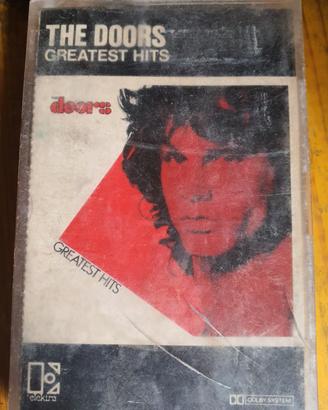 THE DOORS
GREATEST HITS
the doors
GREATEST HITS
elektra
DOLBY SYSTEM